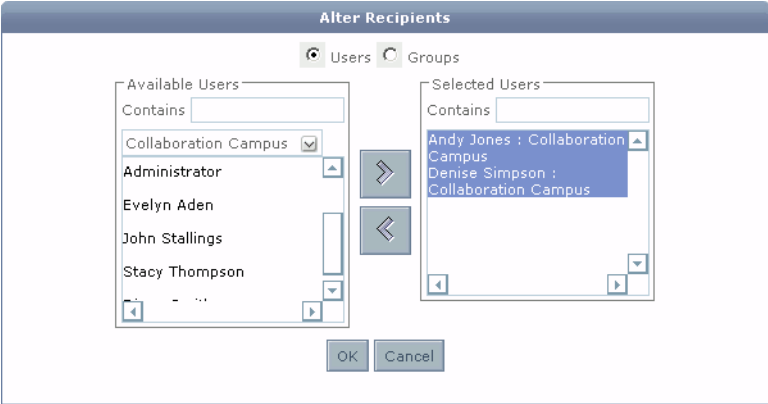 Alter Recipients
Users
Groups
Available Users
Contains
Collaboration Campus
Administrator
Evelyn Aden
John Stallings
Stacy Thompson
Selected Users
Contains
Andy Jones : Collaboration
Campus
Denise Simpson :
Collaboration Campus
OK
Cancel